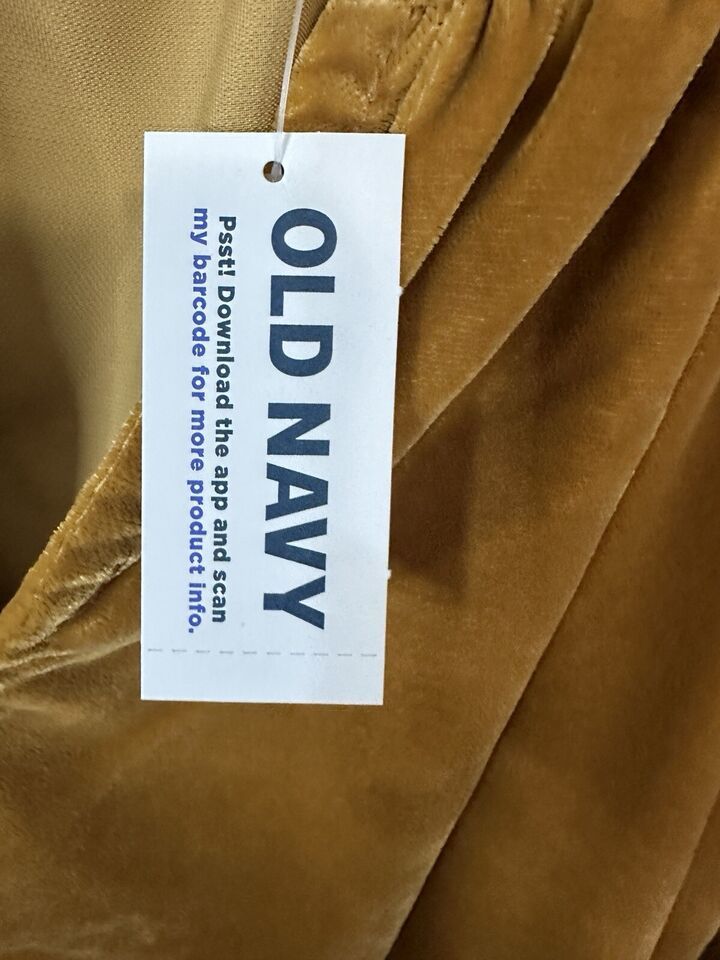 OLD NAVY
Psst! Download the app and scan
my barcode for more product info.